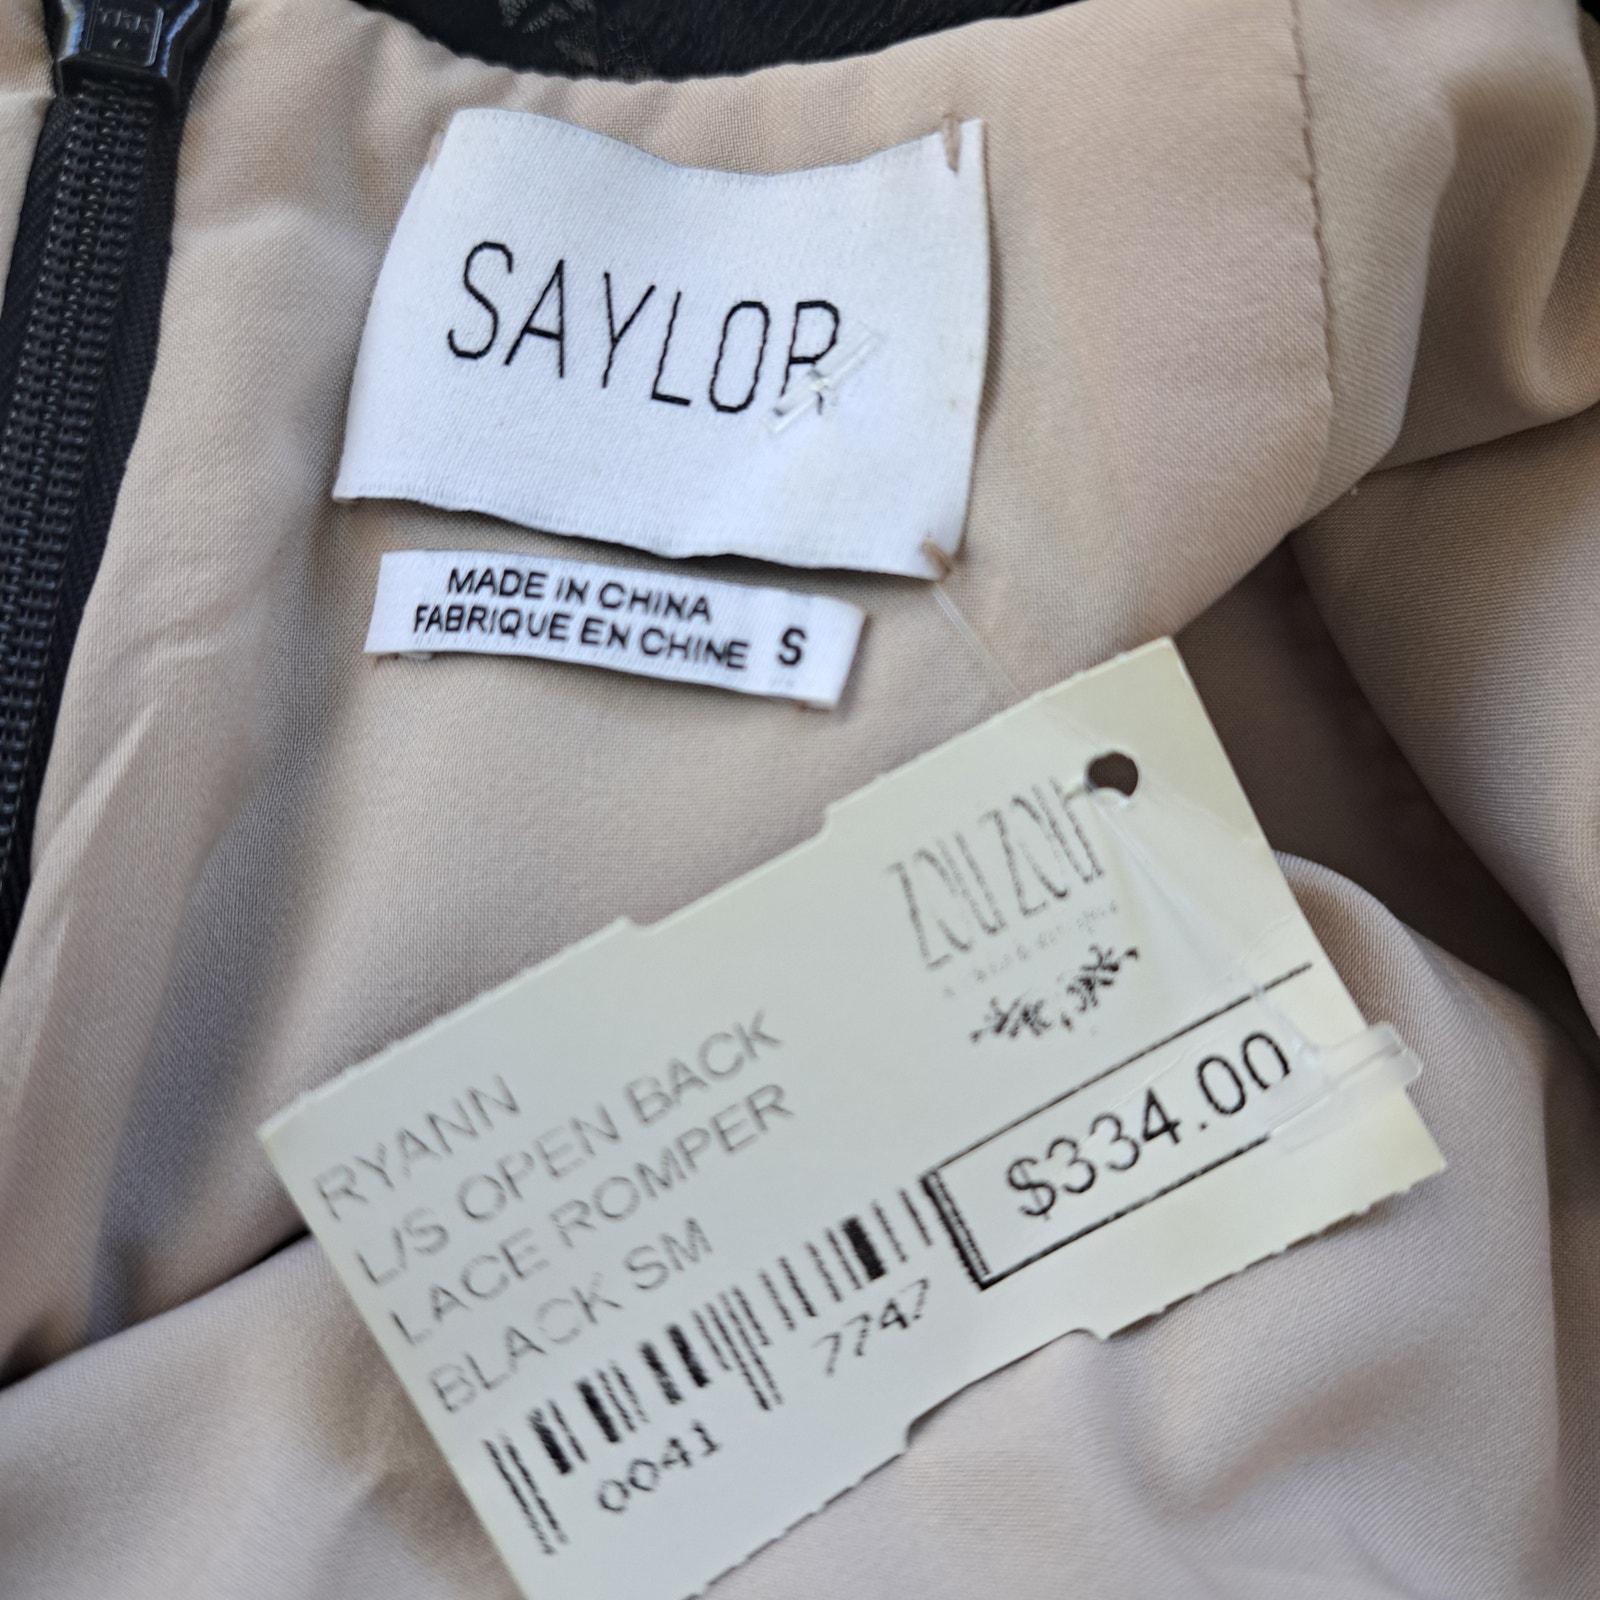 SAYLOR
MADE IN CHINA
FABRIQUE EN CHINE S
RYANN
L/S OPEN BACK
LACE ROMPER
BLACK SM
$334.00
0041 7747